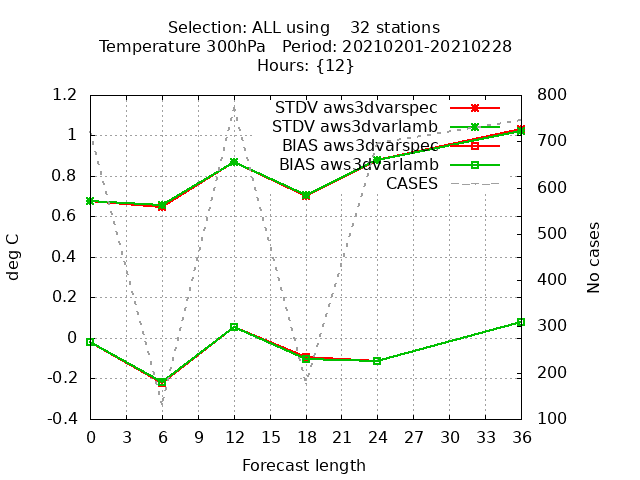 Selection: ALL using    32 stations
Temperature 300hPa   Period: 20210201-20210228
Hours: {12}
STDV aws3dvarspec
STDV aws3dvarlamb
BIAS aws3dvarspec
BIAS aws3dvarlamb
CASES
deg C
1.2
1
0.8
0.6
0.4
0.2
0
-0.2
-0.4
800
700
600
500
400
300
200
100
No cases
0 3 6 9 12 15 18 21 24 27 30 33 36
Forecast length